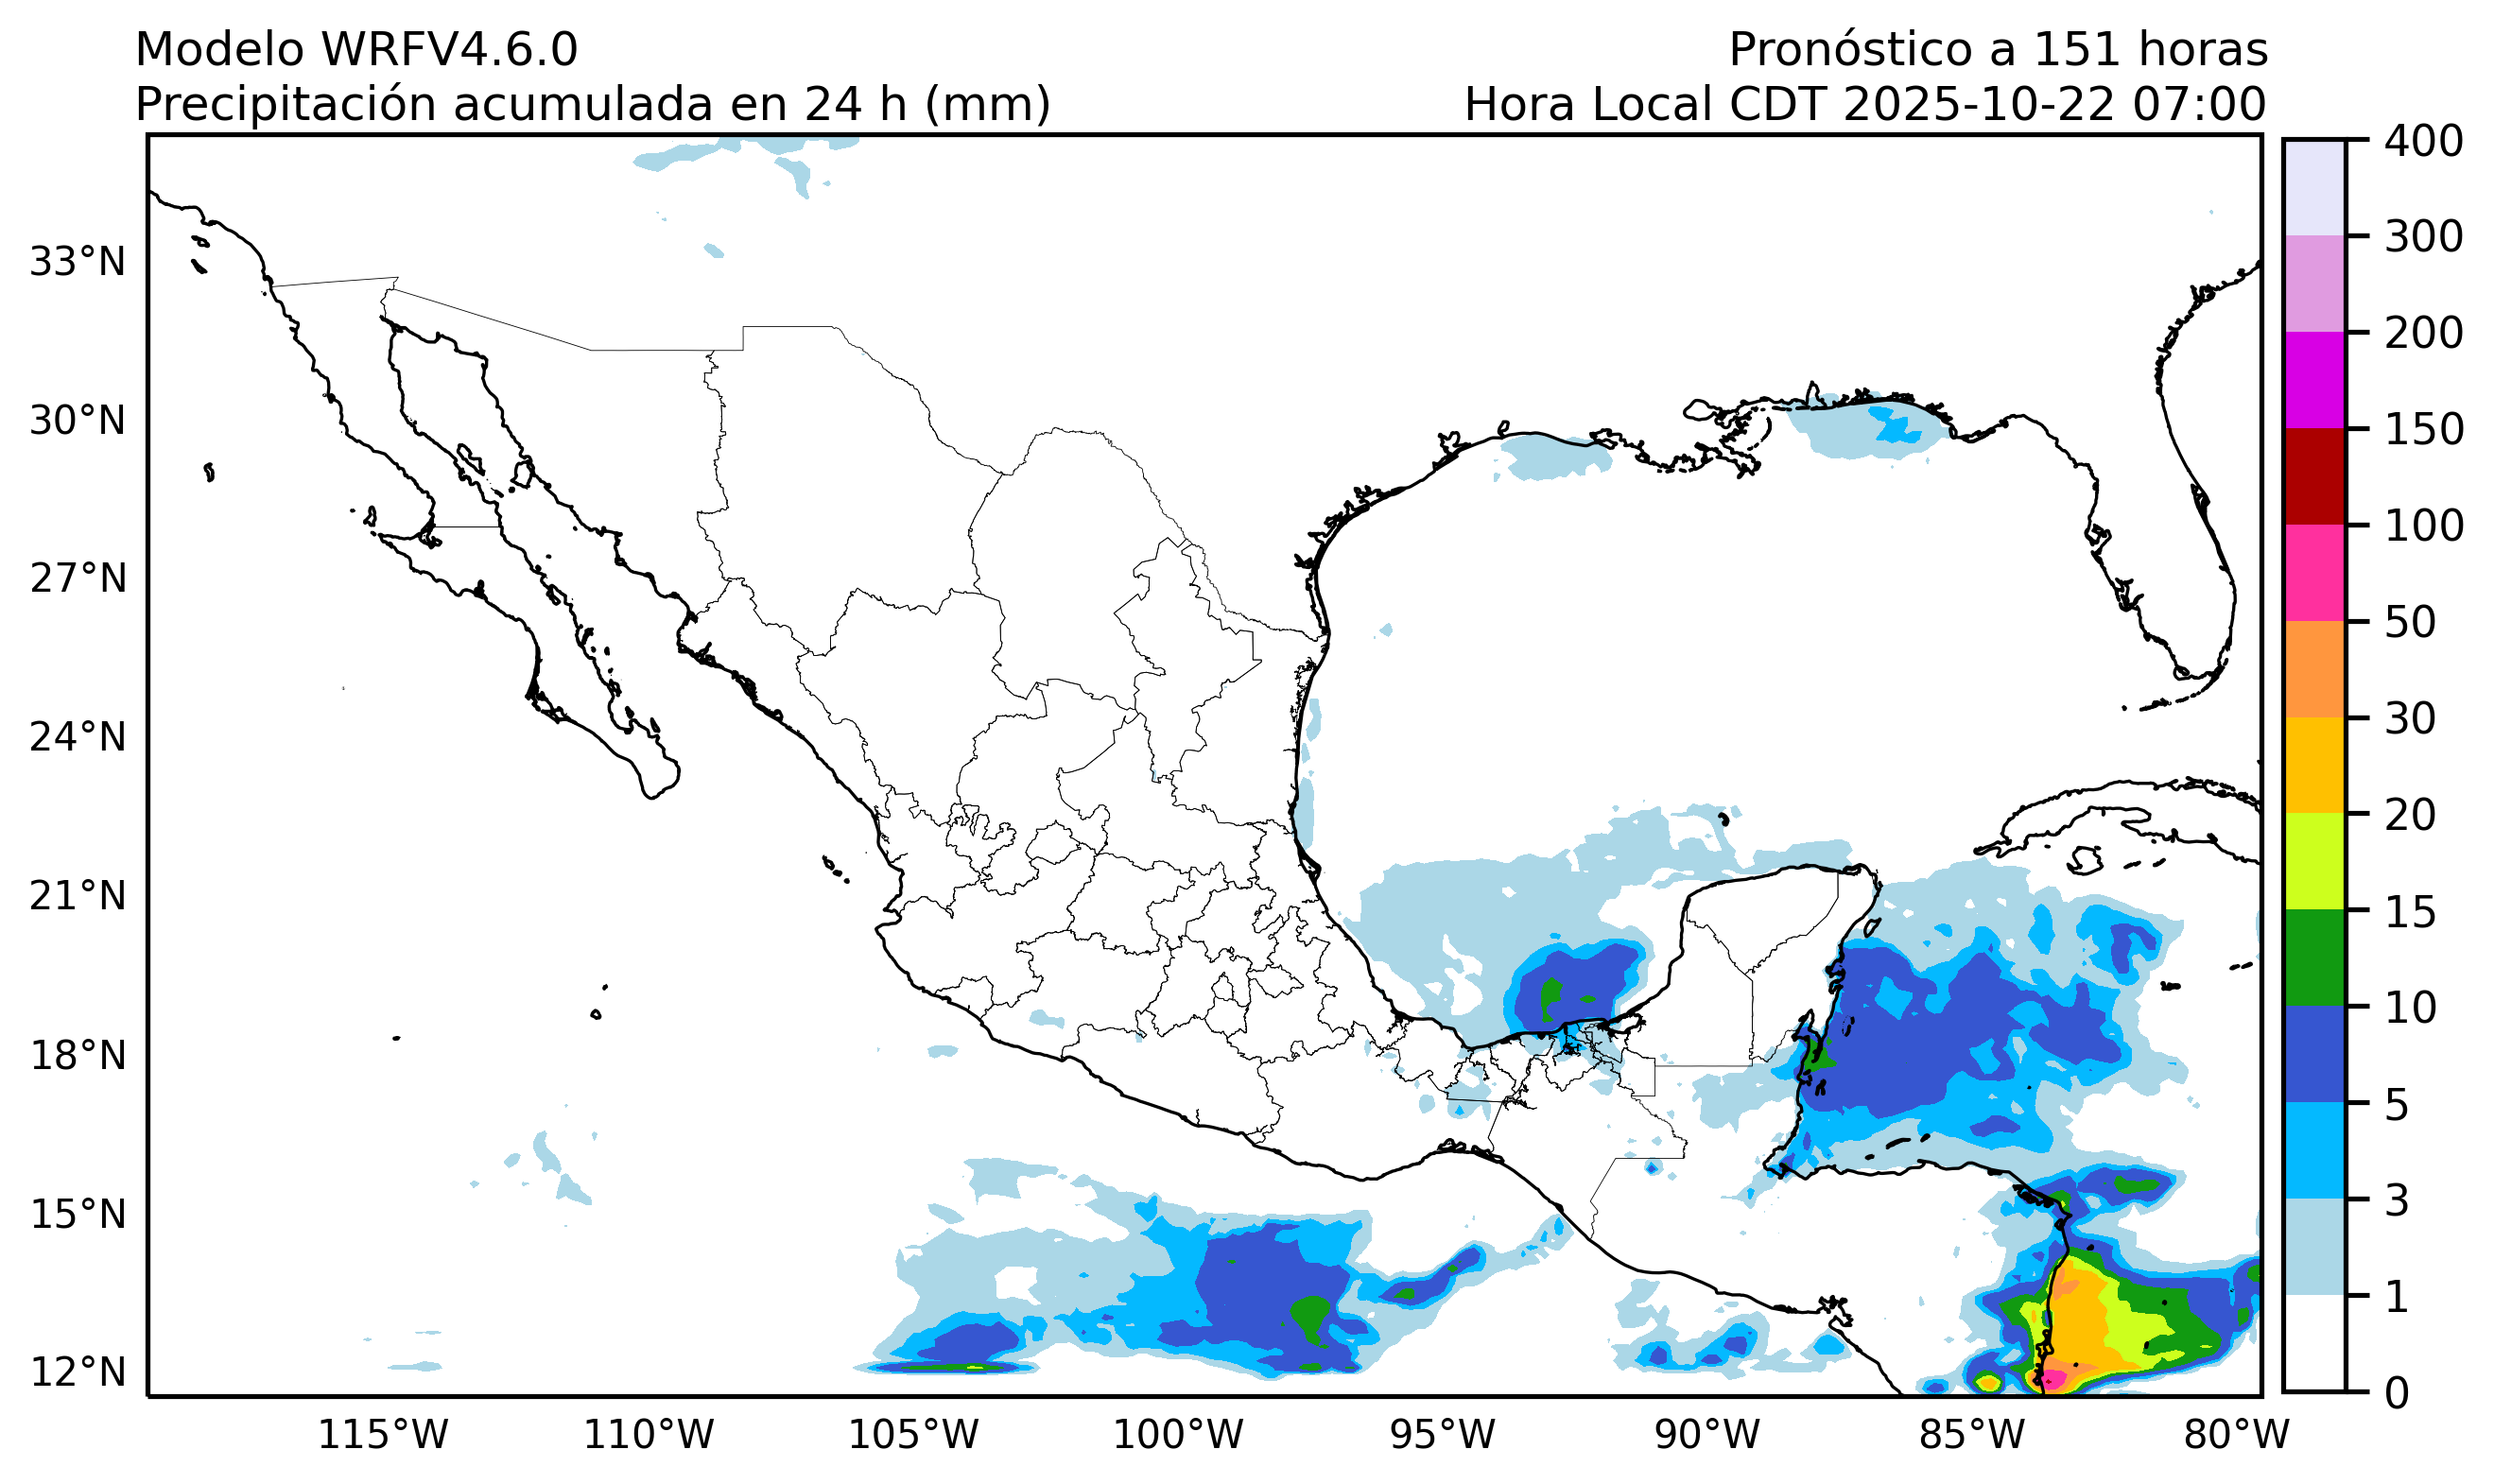 Modelo WRFV4.6.0
Pronóstico a 151 horas
Precipitación acumulada en 24 h (mm)
Hora Local CDT 2025-10-22 07:00
33°N
30°N
27°N
24°N
21°N
18°N
15°N
12°N
115°W
110°W
105°W
100°W
95°W
90°W
85°W
80°W
400
300
200
150
100
50
30
20
15
10
5
3
1
0